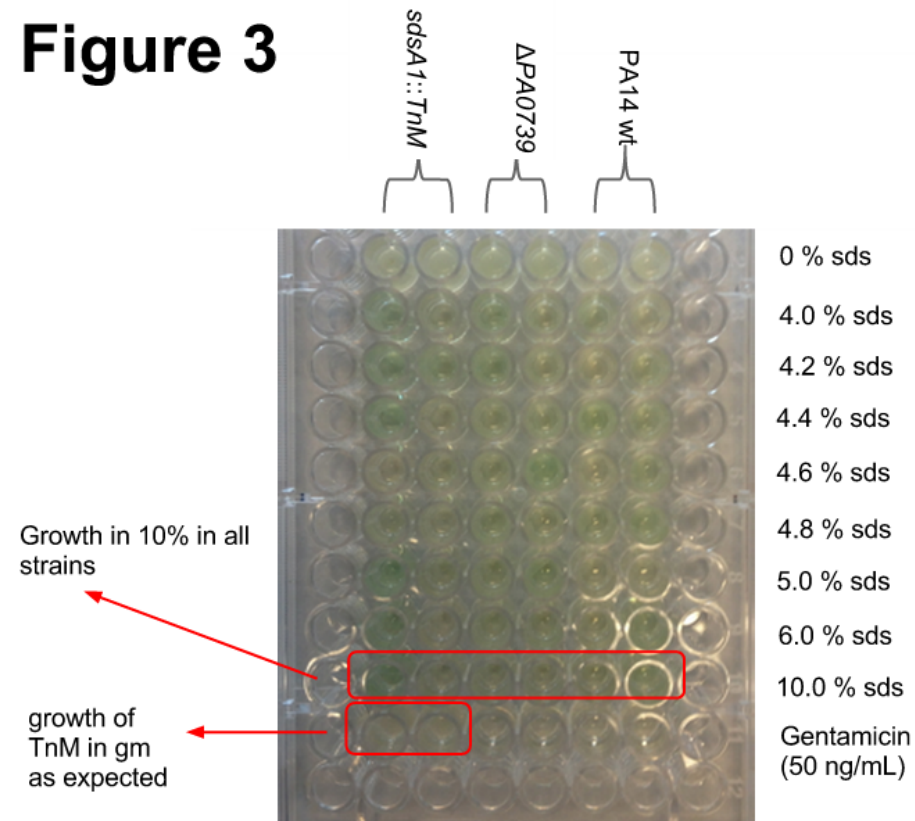 Figure 3
sdsA1::TnM
ΔPA0739
PA14 wt
0 % sds
4.0 % sds
4.2 % sds
4.4 % sds
4.6 % sds
4.8 % sds
5.0 % sds
6.0 % sds
10.0 % sds
Gentamicin
(50 ng/mL)
Growth in 10% in all
strains
growth of
TnM in gm
as expected